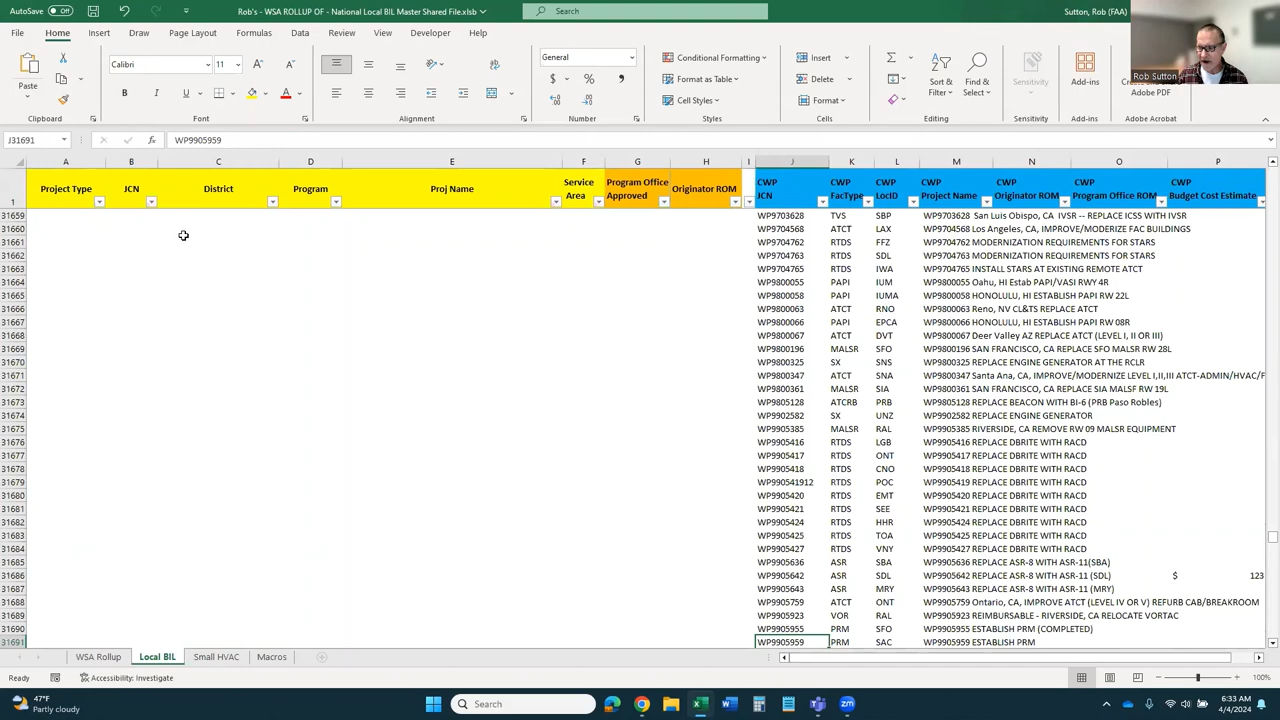 AutoSave Off Rob's - WSA ROLLUP OF - National Local BIL Master Shared File.xlsb Search Sutton, Rob (FAA)
File Home Insert Draw Page Layout Formulas Data Review View Developer Help
Paste Calibri 11 General $ % Conditional Formatting Format as Table Cell Styles Insert Delete Format Sort & Filter Find & Select Sensitivity Add-ins Adobe PDF
Rob Sutton
B I U
Clipboard Font Alignment Number Styles Cells Editing Sensitivity Add-ins Adobe Acrobat
J31691 fx WP9905959
A B C D E F G H I J K L M N O P
1 Project Type JCN District Program Proj Name Service Area Program Office Approved Originator ROM CWP JCN CWP FacType CWP LocID CWP Project Name CWP Originator ROM CWP Program Office ROM CWP Budget Cost Estimate
31659 WP9703628 TVS SBP WP9703628 San Luis Obispo, CA IVSR -- REPLACE ICSS WITH IVSR
31660 WP9704568 ATCT LAX WP9704568 Los Angeles, CA, IMPROVE/MODERIZE FAC BUILDINGS
31661 WP9704762 RTDS FFZ WP9704762 MODERNIZATION REQUIREMENTS FOR STARS
31662 WP9704763 RTDS SDL WP9704763 MODERNIZATION REQUIREMENTS FOR STARS
31663 WP9704765 RTDS IWA WP9704765 INSTALL STARS AT EXISTING REMOTE ATCT
31664 WP9800055 PAPI IUM WP9800055 Oahu, HI Estab PAPI/VASI RWY 4R
31665 WP9800058 PAPI IUMA WP9800058 HONOLULU, HI ESTABLISH PAPI RW 22L
31666 WP9800063 ATCT RNO WP9800063 Reno, NV CL&TS REPLACE ATCT
31667 WP9800066 PAPI EPCA WP9800066 HONOLULU, HI ESTABLISH PAPI RW 08R
31668 WP9800067 ATCT DVT WP9800067 Deer Valley AZ REPLACE ATCT (LEVEL I, II OR III)
31669 WP9800196 MALSR SFO WP9800196 SAN FRANCISCO, CA REPLACE SFO MALSR RW 28L
31670 WP9800325 SX SNS WP9800325 REPLACE ENGINE GENERATOR AT THE RCLR
31671 WP9800347 ATCT SNA WP9800347 Santa Ana, CA, IMPROVE/MODERNIZE LEVEL I,II,III ATCT-ADMIN/HVAC/F
31672 WP9800361 MALSR SIA WP9800361 SAN FRANCISCO, CA REPLACE SIA MALSF RW 19L
31673 WP9805128 ATCRB PRB WP9805128 REPLACE BEACON WITH BI-6 (PRB Paso Robles)
31674 WP9902582 SX UNZ WP9902582 REPLACE ENGINE GENERATOR
31675 WP9905385 MALSR RAL WP9905385 RIVERSIDE, CA REMOVE RW 09 MALSR EQUIPMENT
31676 WP9905416 RTDS LGB WP9905416 REPLACE DBRITE WITH RACD
31677 WP9905417 RTDS ONT WP9905417 REPLACE DBRITE WITH RACD
31678 WP9905418 RTDS CNO WP9905418 REPLACE DBRITE WITH RACD
31679 WP990541912 RTDS POC WP9905419 REPLACE DBRITE WITH RACD
31680 WP9905420 RTDS EMT WP9905420 REPLACE DBRITE WITH RACD
31681 WP9905421 RTDS SEE WP9905421 REPLACE DBRITE WITH RACD
31682 WP9905424 RTDS HHR WP9905424 REPLACE DBRITE WITH RACD
31683 WP9905425 RTDS TOA WP9905425 REPLACE DBRITE WITH RACD
31684 WP9905427 RTDS VNY WP9905427 REPLACE DBRITE WITH RACD
31685 WP9905636 ASR SBA WP9905636 REPLACE ASR-8 WITH ASR-11(SBA)
31686 WP9905642 ASR SDL WP9905642 REPLACE ASR-8 WITH ASR-11 (SDL) $ 123
31687 WP9905643 ASR MRY WP9905643 REPLACE ASR-8 WITH ASR-11 (MRY)
31688 WP9905759 ATCT ONT WP9905759 Ontario, CA, IMPROVE ATCT (LEVEL IV OR V) REFURB CAB/BREAKROOM
31689 WP9905923 VOR RAL WP9905923 REIMBURSABLE - RIVERSIDE, CA RELOCATE VORTAC
31690 WP9905955 PRM SFO WP9905955 ESTABLISH PRM (COMPLETED)
31691 WP9905959 PRM SAC WP9905959 ESTABLISH PRM
WSA Rollup Local BIL Small HVAC Macros
Ready Accessibility: Investigate 100%
47°F Partly cloudy Search 6:33 AM 4/4/2024